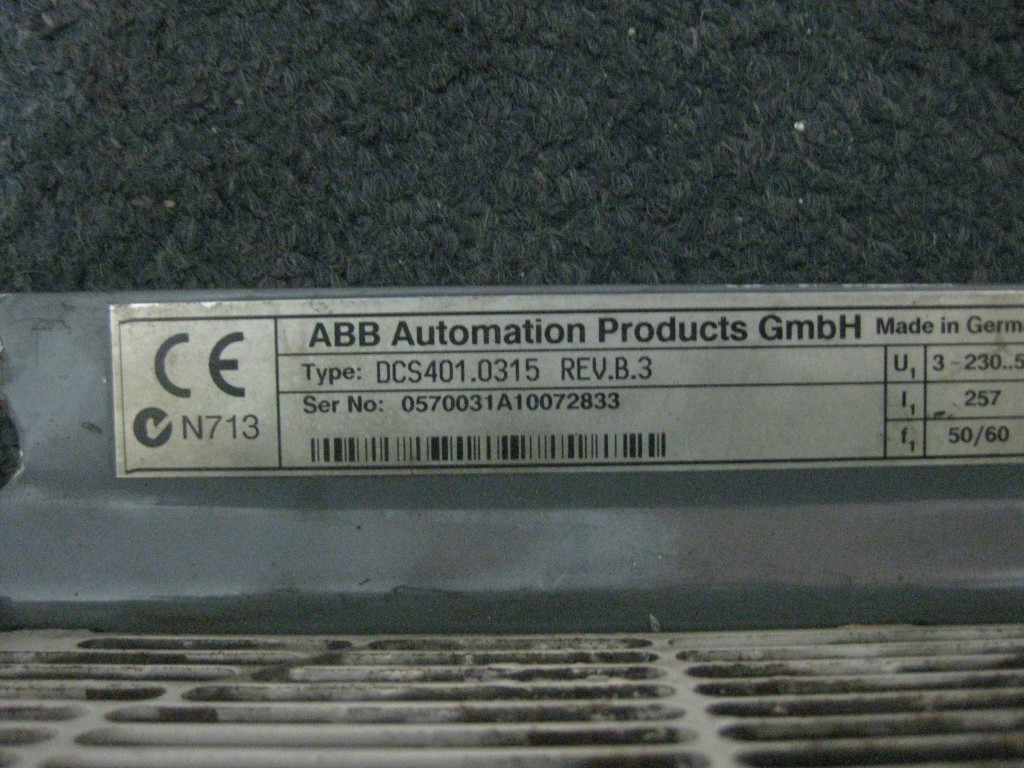 CE
N713
ABB Automation Products GmbH Made in Germ
Type: DCS401.0315 REV.B.3
Ser No: 0570031A10072833
U1 3~230..5
I1 257
f1 50/60